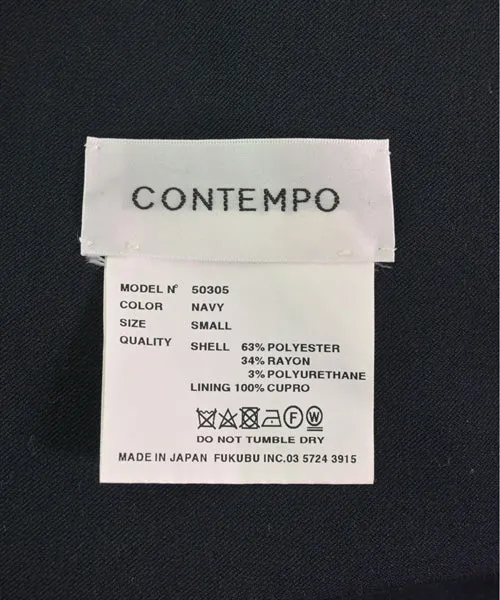 CONTEMPO
MODEL Nº 50305
COLOR NAVY
SIZE SMALL
QUALITY SHELL 63% POLYESTER
34% RAYON
3% POLYURETHANE
LINING 100% CUPRO
F W
DO NOT TUMBLE DRY
MADE IN JAPAN FUKUBU INC.03 5724 3915